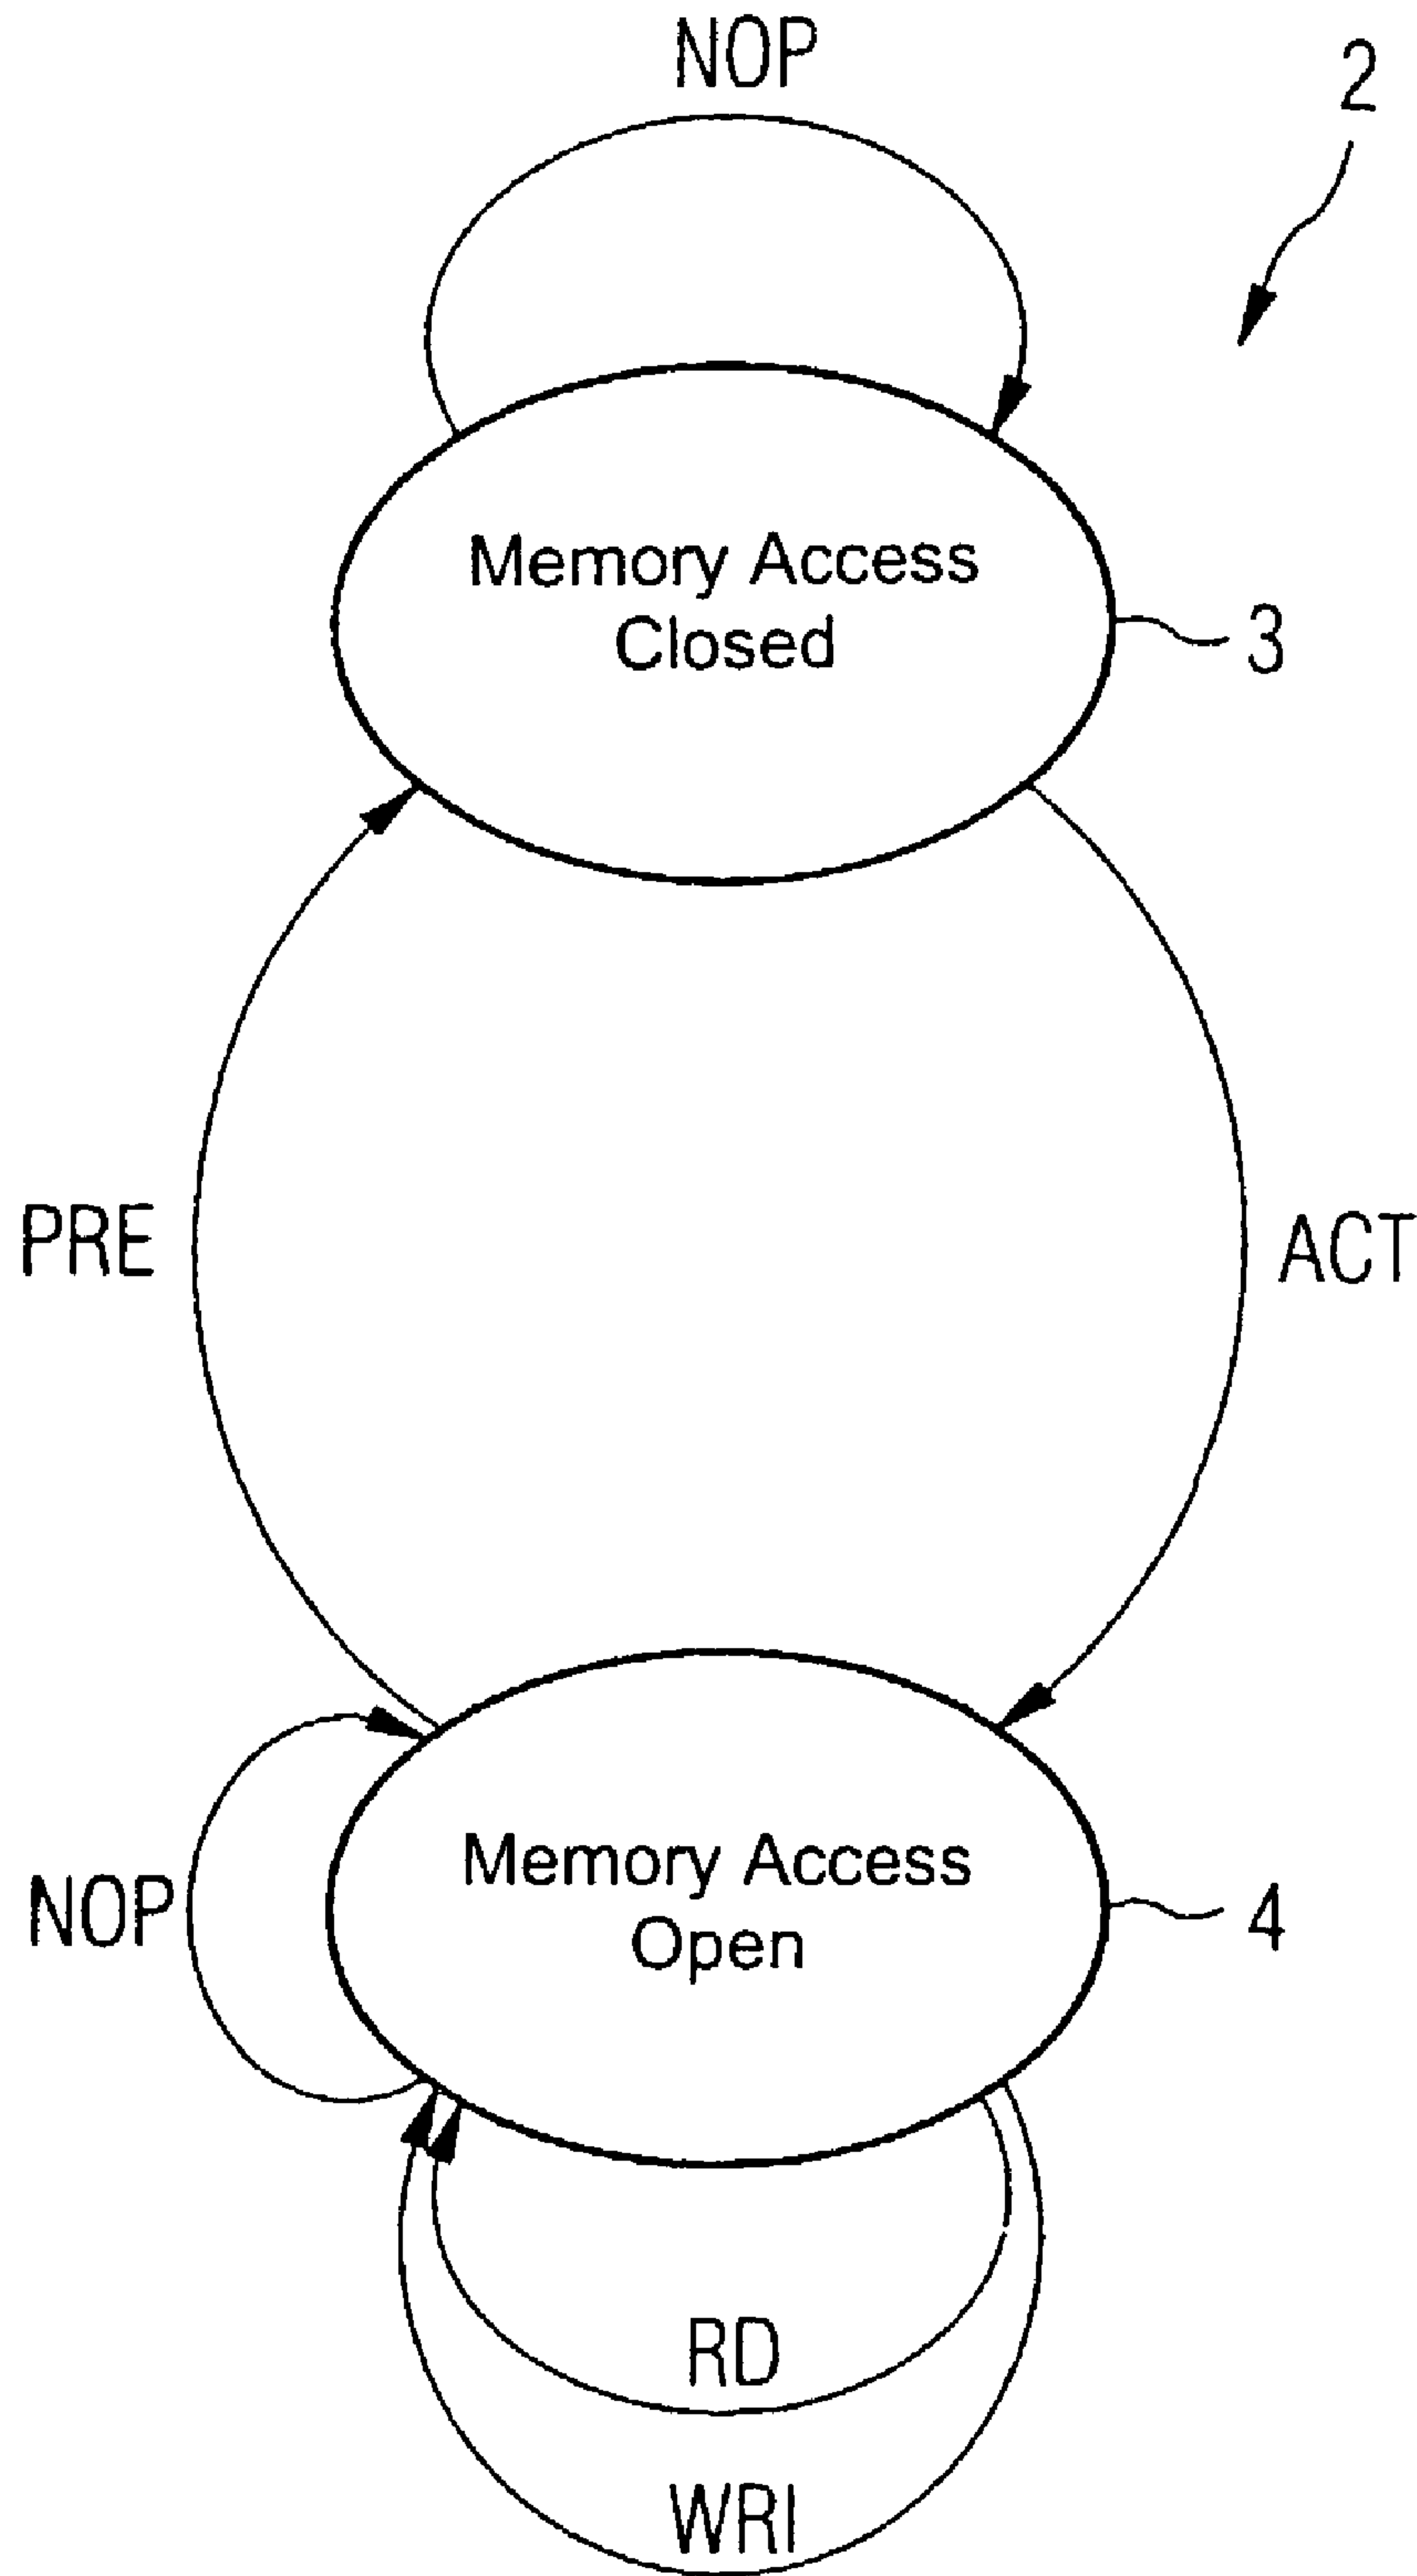 NOP
2
Memory Access
Closed
3
PRE
ACT
Memory Access
Open
NOP
4
RD
WRI